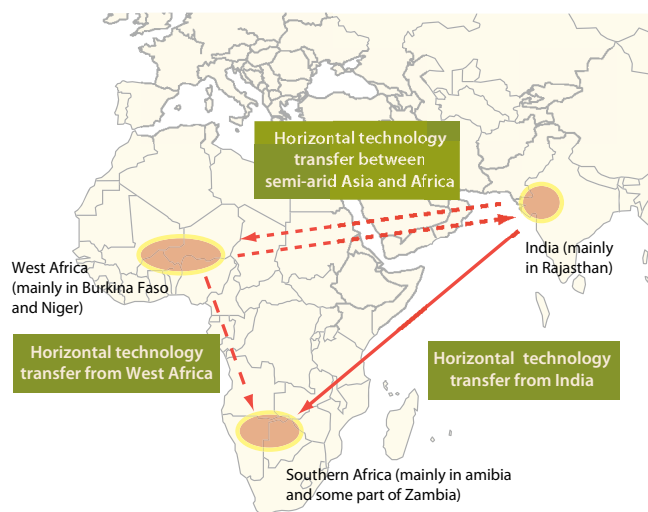 Horizontal technology
transfer between
semi-arid Asia and Africa
India (mainly
in Rajasthan)
West Africa
(mainly in Burkina Faso
and Niger)
Horizontal technology
transfer from West Africa
Horizontal technology
transfer from India
Southern Africa (mainly in amibia
and some part of Zambia)